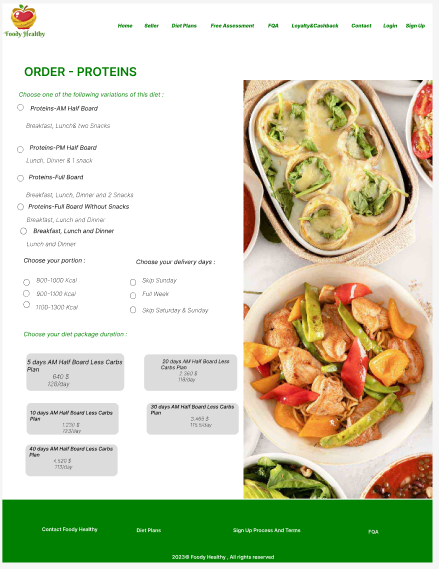 Foody Healthy
Home Seller Diet Plans Free Assessment FQA Loyalty&Cashback Contact Login Sign Up
ORDER - PROTEINS
Choose one of the following variations of this diet :
Proteins-AM Half Board
Breakfast, Lunch& two Snacks
Proteins-PM Half Board
Lunch, Dinner & 1 snack
Proteins-Full Board
Breakfast, Lunch, Dinner and 2 Snacks
Proteins-Full Board Without Snacks
Breakfast, Lunch and Dinner
Breakfast, Lunch and Dinner
Lunch and Dinner
Choose your portion :
800-1000 Kcal
900-1100 Kcal
1100-1300 Kcal
Choose your delivery days :
Skip Sunday
Full Week
Skip Saturday & Sunday
Choose your diet package duration :
5 days AM Half Board Less Carbs
Plan
640 $
128/day
20 days AM Half Board Less
Carbs Plan
2.360 $
118/day
10 days AM Half Board Less Carbs
Plan
1.230 $
123/day
30 days AM Half Board Less Carbs
Plan
3.465 $
115.5/day
40 days AM Half Board Less Carbs
Plan
4.520 $
113/day
Contact Foody Healthy
Diet Plans
Sign Up Process And Terms
FQA
2023® Foody Healthy , All rights reserved